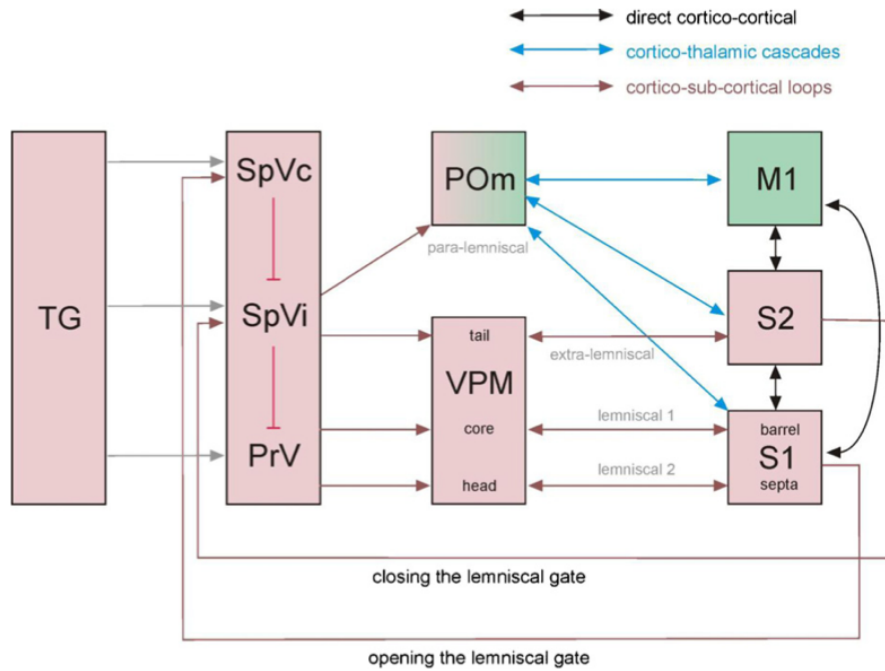 direct cortico-cortical
cortico-thalamic cascades
cortico-sub-cortical loops
TG
SpVc
SpVi
PrV
POm
para-lemniscal
tail
VPM
core
head
extra-lemniscal
lemniscal 1
lemniscal 2
M1
S2
barrel
S1
septa
closing the lemniscal gate
opening the lemniscal gate